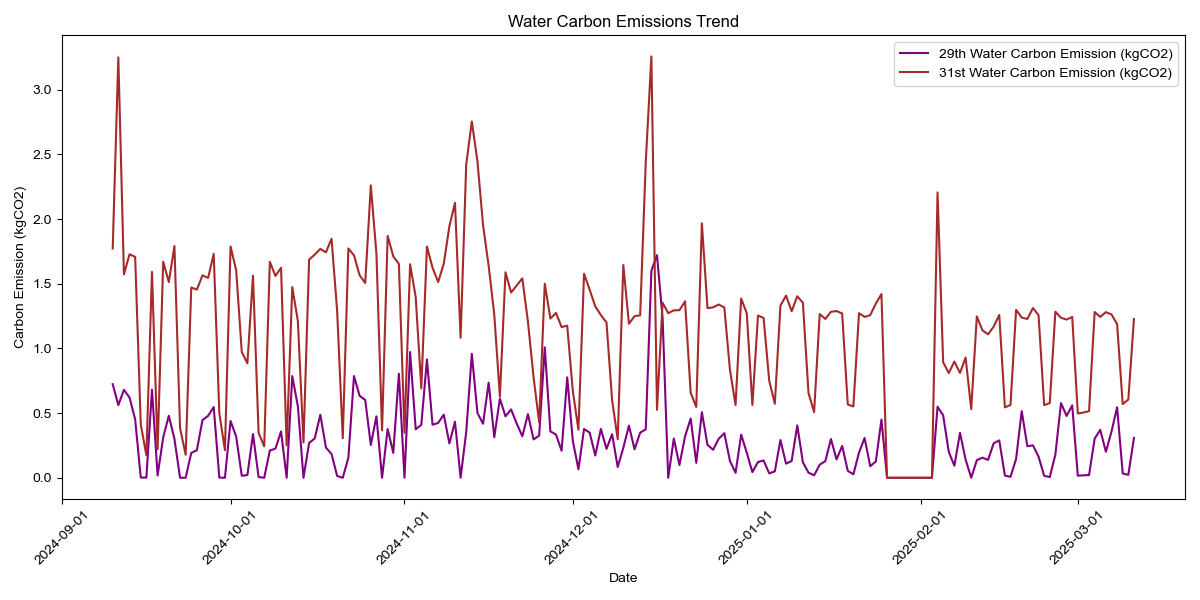 Water Carbon Emissions Trend
29th Water Carbon Emission (kgCO2)
31st Water Carbon Emission (kgCO2)
Carbon Emission (kgCO2)
3.0
2.5
2.0
1.5
1.0
0.5
0.0
2024-09-01
2024-10-01
2024-11-01
2024-12-01
2025-01-01
2025-02-01
2025-03-01
Date